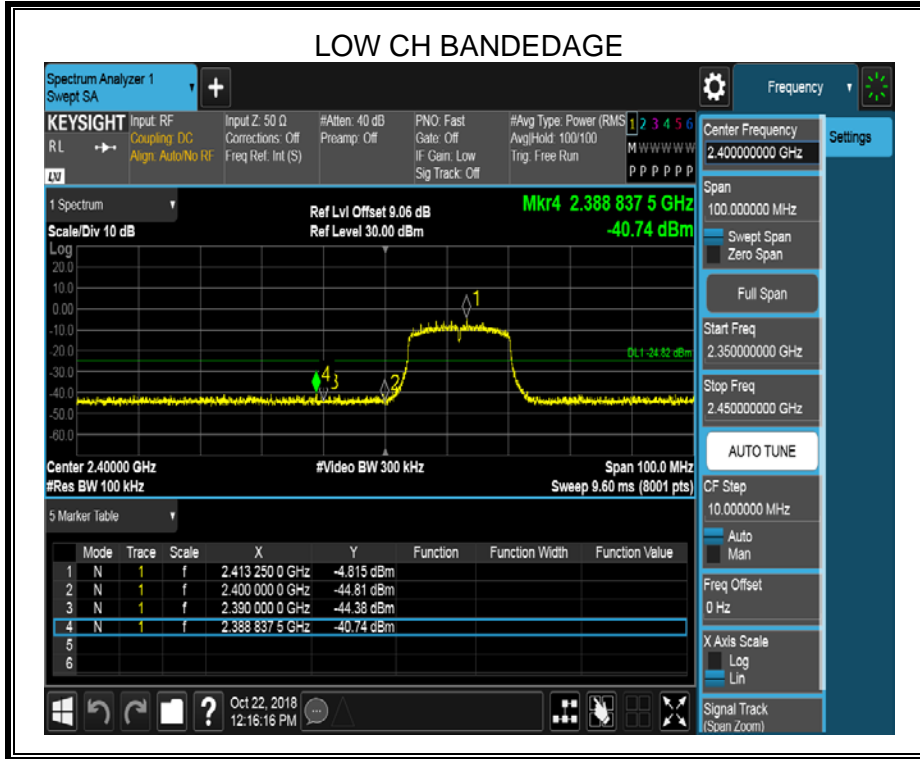 LOW CH BANDEDAGE
Spectrum Analyzer 1
Swept SA
Frequency
KEYSIGHT
RL
LXI
Input: RF
Coupling: DC
Align: Auto/No RF
Input Z: 50 Ω
Corrections: Off
Freq Ref: Int (S)
#Atten: 40 dB
Preamp: Off
PNO: Fast
Gate: Off
IF Gain: Low
Sig Track: Off
#Avg Type: Power (RMS
Avg|Hold: 100/100
Trig: Free Run
1 2 3 4 5 6
M W W W W W
P P P P P P
1 Spectrum
Scale/Div 10 dB
Ref Lvl Offset 9.06 dB
Ref Level 30.00 dBm
Mkr4 2.388 837 5 GHz
-40.74 dBm
Log
20.0
10.0
0.00
-10.0
-20.0
-30.0
-40.0
-50.0
-60.0
1
DL1 -24.82 dBm
4
3
2
Center 2.40000 GHz
#Res BW 100 kHz
#Video BW 300 kHz
Span 100.0 MHz
Sweep 9.60 ms (8001 pts)
5 Marker Table
Mode Trace Scale X Y Function Function Width Function Value
1 N 1 f 2.413 250 0 GHz -4.815 dBm
2 N 1 f 2.400 000 0 GHz -44.81 dBm
3 N 1 f 2.390 000 0 GHz -44.38 dBm
4 N 1 f 2.388 837 5 GHz -40.74 dBm
5
6
?
Oct 22, 2018
12:16:16 PM
Settings
Center Frequency
2.400000000 GHz
Span
100.000000 MHz
Swept Span
Zero Span
Full Span
Start Freq
2.350000000 GHz
Stop Freq
2.450000000 GHz
AUTO TUNE
CF Step
10.000000 MHz
Auto
Man
Freq Offset
0 Hz
X Axis Scale
Log
Lin
Signal Track
(Span Zoom)